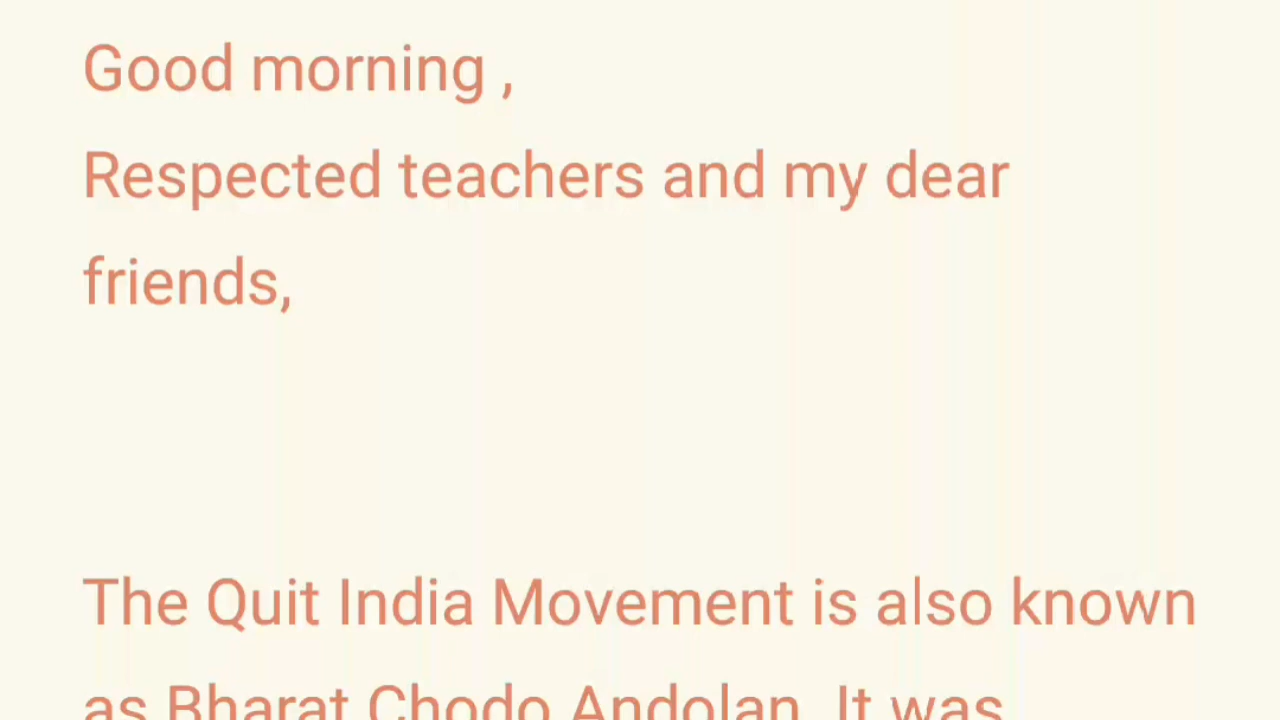 Good morning ,
Respected teachers and my dear
friends,
The Quit India Movement is also known
as Bharat Chodo Andolan. It was